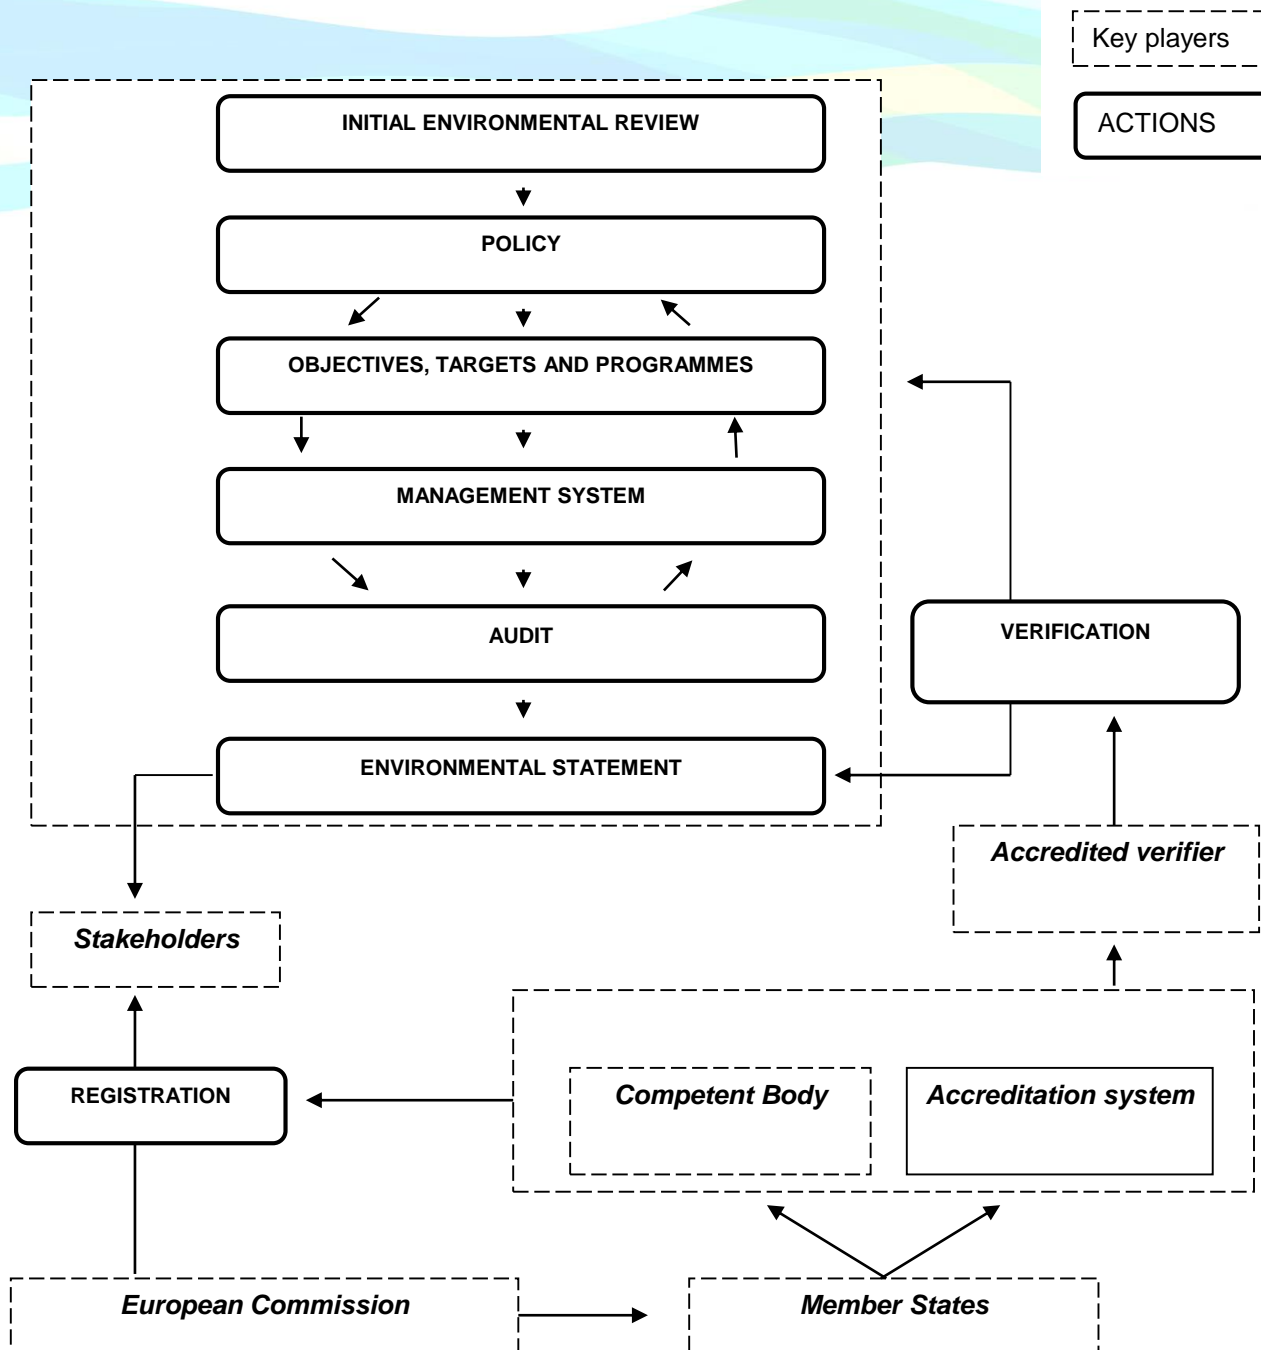 Key players
ACTIONS
INITIAL ENVIRONMENTAL REVIEW
POLICY
OBJECTIVES, TARGETS AND PROGRAMMES
MANAGEMENT SYSTEM
AUDIT
VERIFICATION
ENVIRONMENTAL STATEMENT
Accredited verifier
Stakeholders
REGISTRATION
Competent Body
Accreditation system
European Commission
Member States